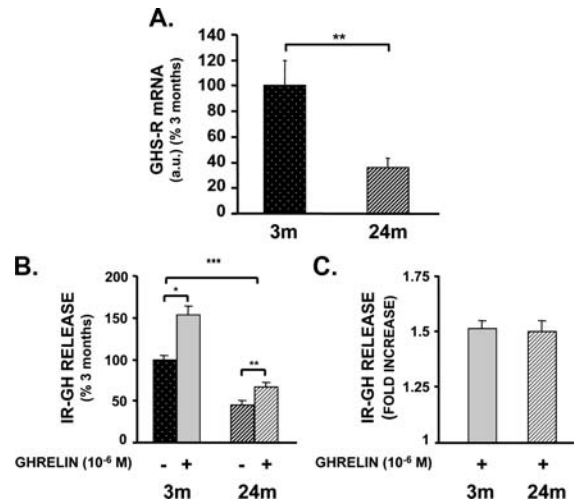 A.
**
GHS-R mRNA
(a.u.) (% 3 months)
140
120
100
80
60
40
20
0
3m 24m
B.
***
*
**
IR-GH RELEASE
(% 3 months)
200
150
100
50
0
GHRELIN (10-6 M) - + - +
3m 24m
C.
IR-GH RELEASE
(FOLD INCREASE)
1.75
1.5
1.25
1
GHRELIN (10-6 M) + +
3m 24m